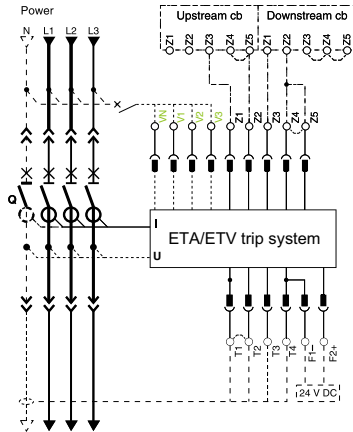 Power
Upstream cb
Downstream cb
N
L1
L2
L3
Z1
Z2
Z3
Z4
Z5
Z1
Z2
Z3
Z4
Z5
VN
V1
V2
V3
Z1
Z2
Z3
Z4
Z5
Q
I
U
ETA/ETV trip system
T1
T2
T3
T4
F1−
F2+
24 V DC